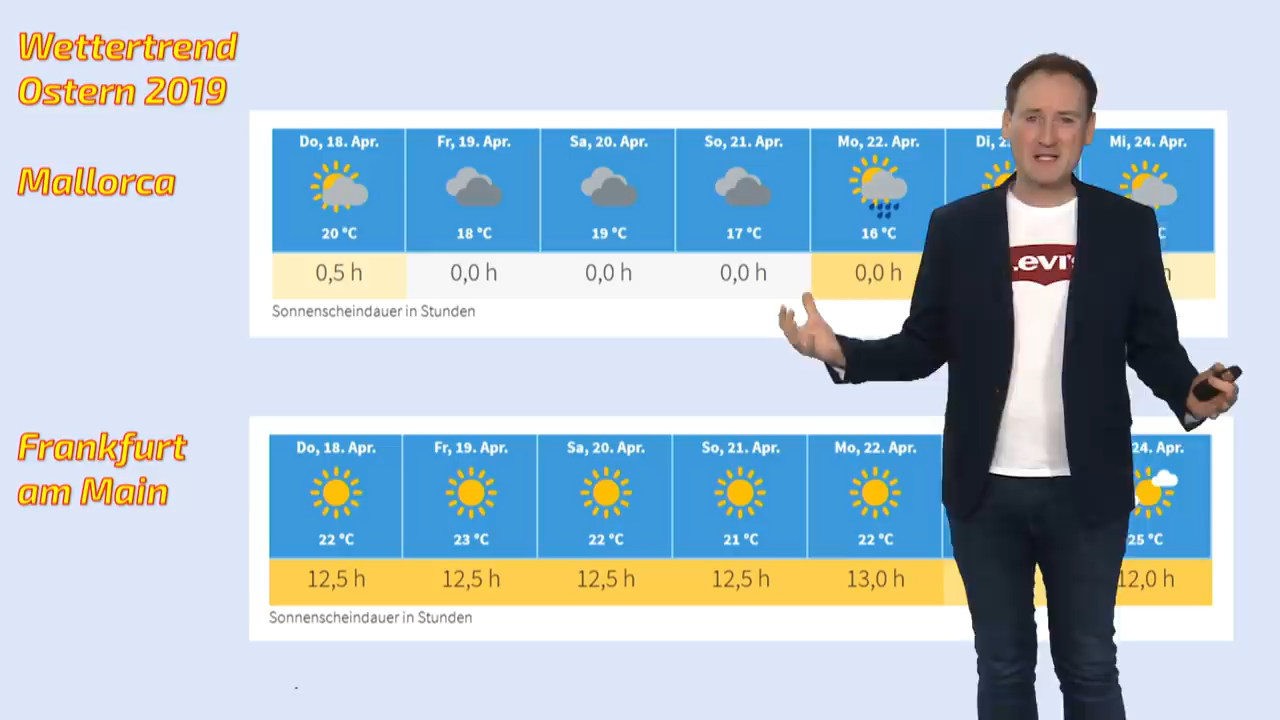 Wettertrend
Ostern 2019
Mallorca
Do, 18. Apr. Fr, 19. Apr. Sa, 20. Apr. So, 21. Apr. Mo, 22. Apr. Di, Mi, 24. Apr.
20 °C 18 °C 19 °C 17 °C 16 °C
0,5 h 0,0 h 0,0 h 0,0 h 0,0 h
Sonnenscheindauer in Stunden
Frankfurt
am Main
Do, 18. Apr. Fr, 19. Apr. Sa, 20. Apr. So, 21. Apr. Mo, 22. Apr. 24. Apr.
22 °C 23 °C 22 °C 21 °C 22 °C 25 °C
12,5 h 12,5 h 12,5 h 12,5 h 13,0 h 12,0 h
Sonnenscheindauer in Stunden